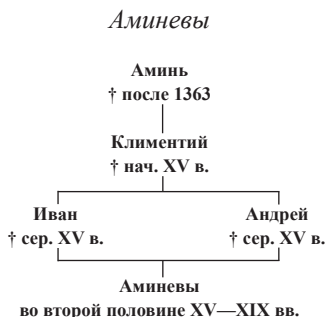 Аминевы
Аминь
† после 1363
Климентий
† нач. XV в.
Иван
† сер. XV в.
Андрей
† сер. XV в.
Аминевы
во второй половине XV—XIX вв.